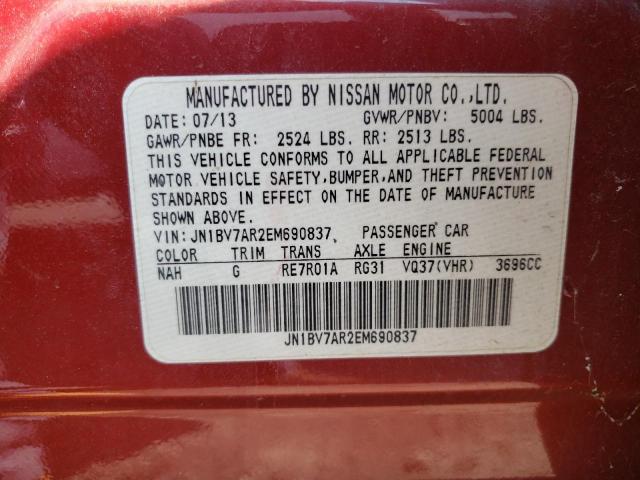 MANUFACTURED BY NISSAN MOTOR CO.,LTD.
DATE: 07/13 GVWR/PNBV: 5004 LBS.
GAWR/PNBE FR: 2524 LBS. RR: 2513 LBS.
THIS VEHICLE CONFORMS TO ALL APPLICABLE FEDERAL
MOTOR VEHICLE SAFETY,BUMPER,AND THEFT PREVENTION
STANDARDS IN EFFECT ON THE DATE OF MANUFACTURE
SHOWN ABOVE.
VIN:JN1BV7AR2EM690837, PASSENGER CAR
COLOR TRIM TRANS AXLE ENGINE
NAH G RE7R01A RG31 VQ37(VHR) 3696CC
JN1BV7AR2EM690837